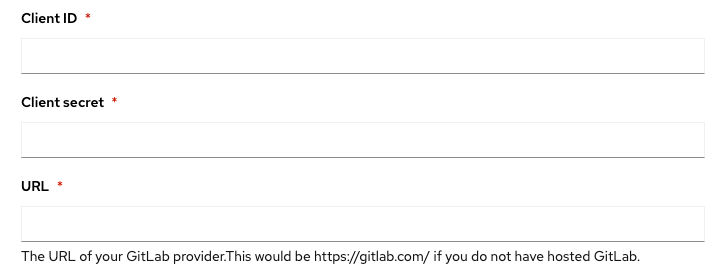 Client ID *
Client secret *
URL *
The URL of your GitLab provider.This would be https://gitlab.com/ if you do not have hosted GitLab.